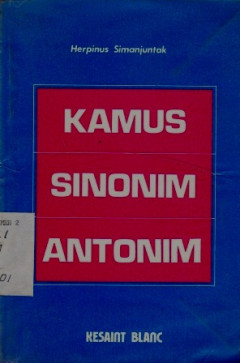 Herpinus Simanjuntak
KAMUS
SINONIM
ANTONIM
KESAINT BLANC